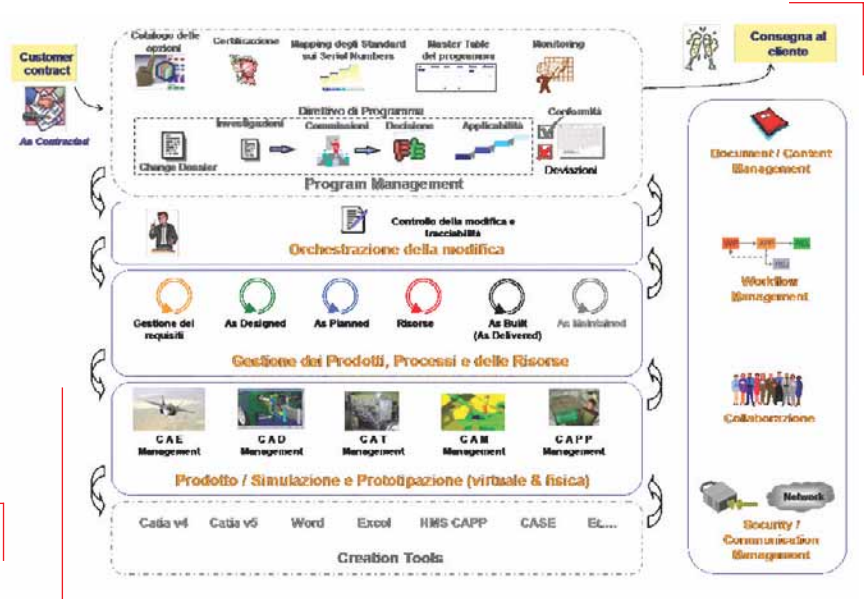 Customer
contract
As Contracted
Catalogo delle
opzioni
Certificazione
Mapping degli Standard
sui Serial Numbers
Master Table
del programma
Monitoring
Consegna al
cliente
Direttivo di Programma
Investigazioni
Commissioni
Decisione
Applicabilità
Conformità
Change Dossier
Deviazioni
Program Management
Controllo della modifica e
tracciabilità
Orchestrazione della modifica
Gestione dei
requisiti
As Designed
As Planned
Risorse
As Built
(As Delivered)
As Maintained
Gestione dei Prodotti, Processi e delle Risorse
CAE
Management
CAD
Management
CAT
Management
CAM
Management
CAPP
Management
Prodotto / Simulazione e Prototipazione (virtuale & fisica)
Catia v4
Catia v5
Word
Excel
HMS CAPP
CASE
Et....
Creation Tools
Document / Content
Management
Workflow
Management
Collaborazione
Network
Security /
Communication
Management